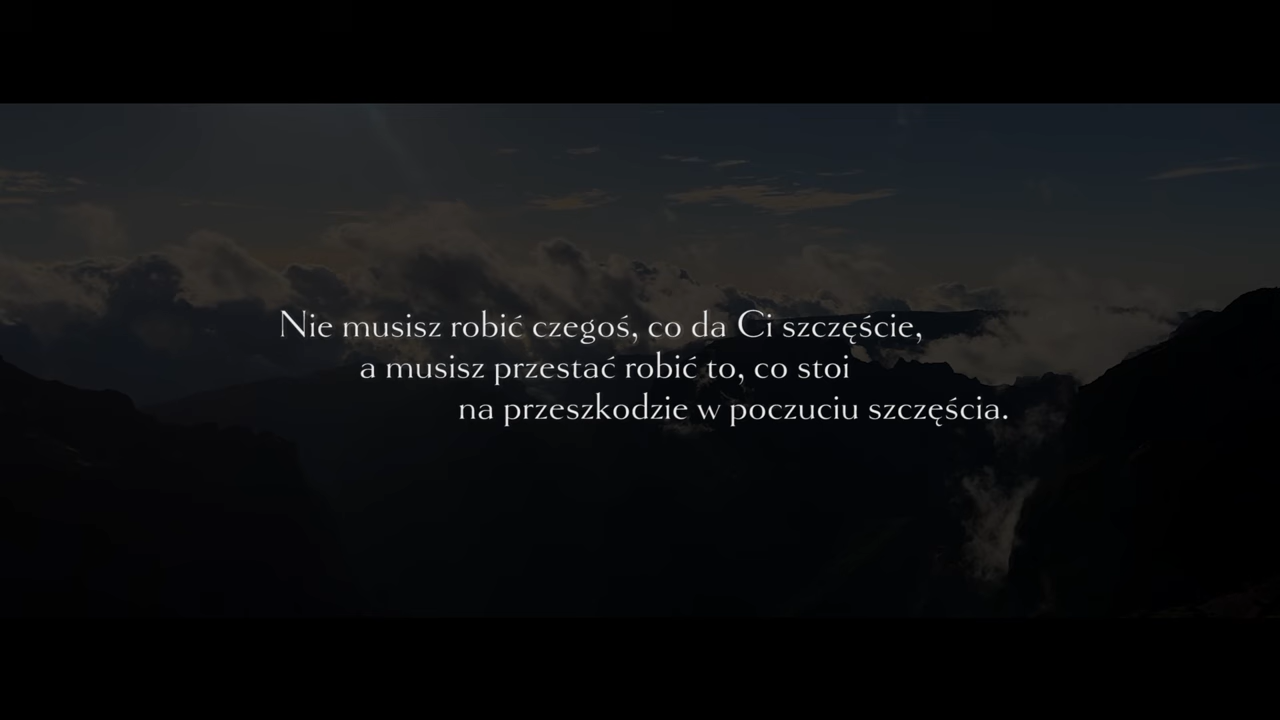 Nie musisz robić czegoś, co da Ci szczęście,
a musisz przestać robić to, co stoi
na przeszkodzie w poczuciu szczęścia.